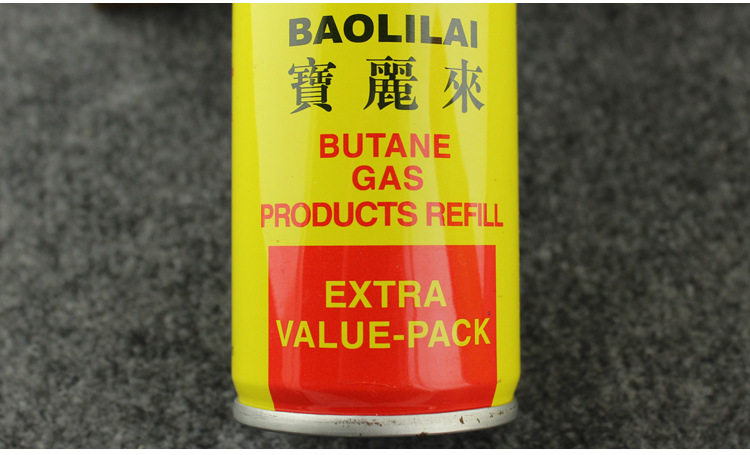 BAOLILAI
寶麗來
BUTANE
GAS
PRODUCTS REFILL
EXTRA
VALUE-PACK